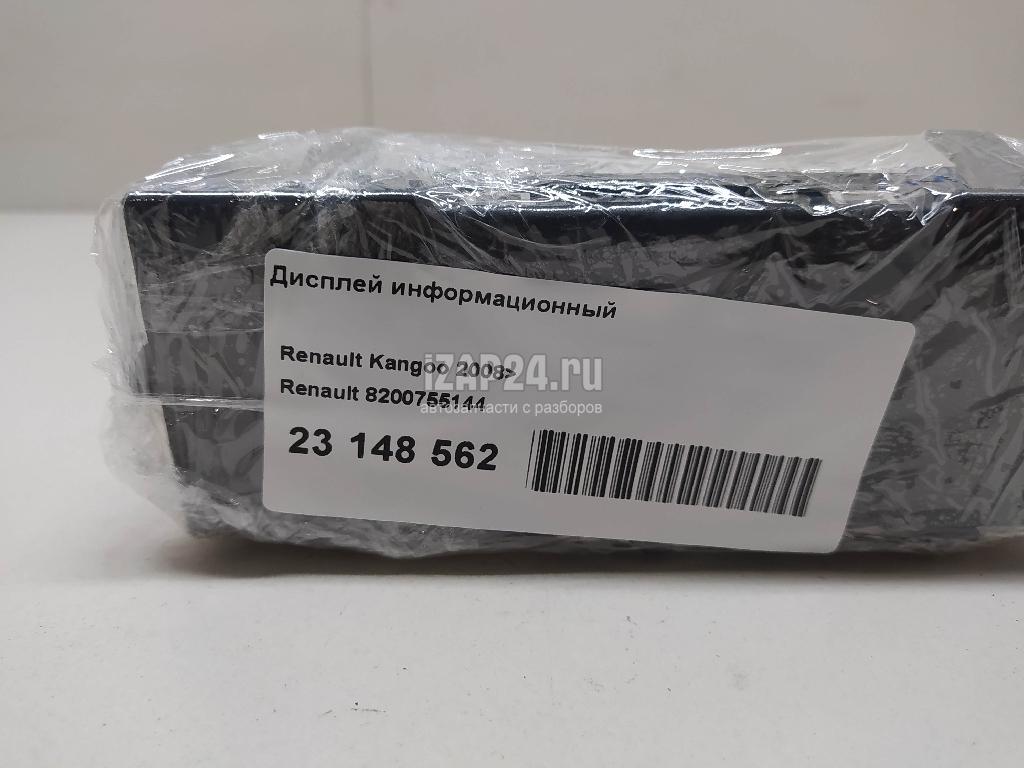 Дисплей информационный
Renault Kangoo 2008>
iZAP24.ru
Renault 8200755144
автозапчасти с разборов
23 148 562